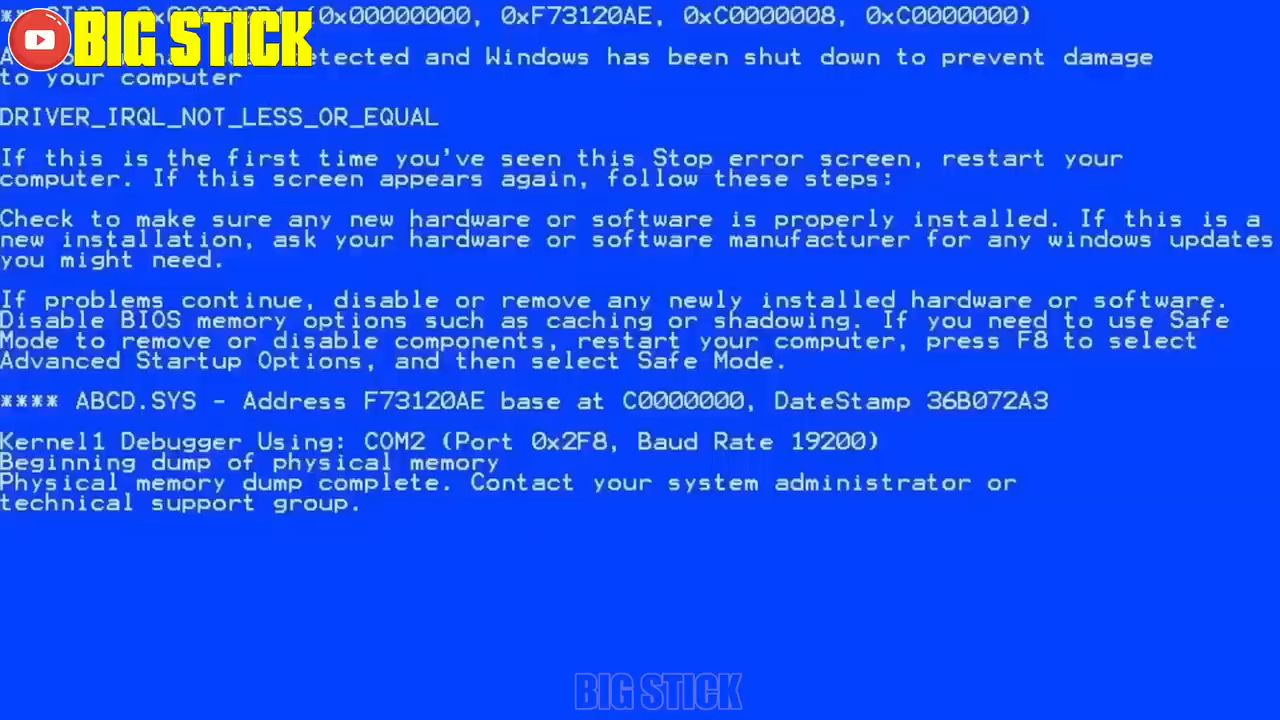 BIG STICK
(0x00000000, 0xF73120AE, 0xC0000008, 0xC0000000)
detected and Windows has been shut down to prevent damage
to your computer
DRIVER_IRQL_NOT_LESS_OR_EQUAL
If this is the first time you've seen this Stop error screen, restart your
computer. If this screen appears again, follow these steps:
Check to make sure any new hardware or software is properly installed. If this is a
new installation, ask your hardware or software manufacturer for any windows updates
you might need.
If problems continue, disable or remove any newly installed hardware or software.
Disable BIOS memory options such as caching or shadowing. If you need to use Safe
Mode to remove or disable components, restart your computer, press F8 to select
Advanced Startup Options, and then select Safe Mode.
**** ABCD.SYS - Address F73120AE base at C0000000, DateStamp 36B072A3
Kernel1 Debugger Using: COM2 (Port 0x2F8, Baud Rate 19200)
Beginning dump of physical memory
Physical memory dump complete. Contact your system administrator or
technical support group.
BIG STICK